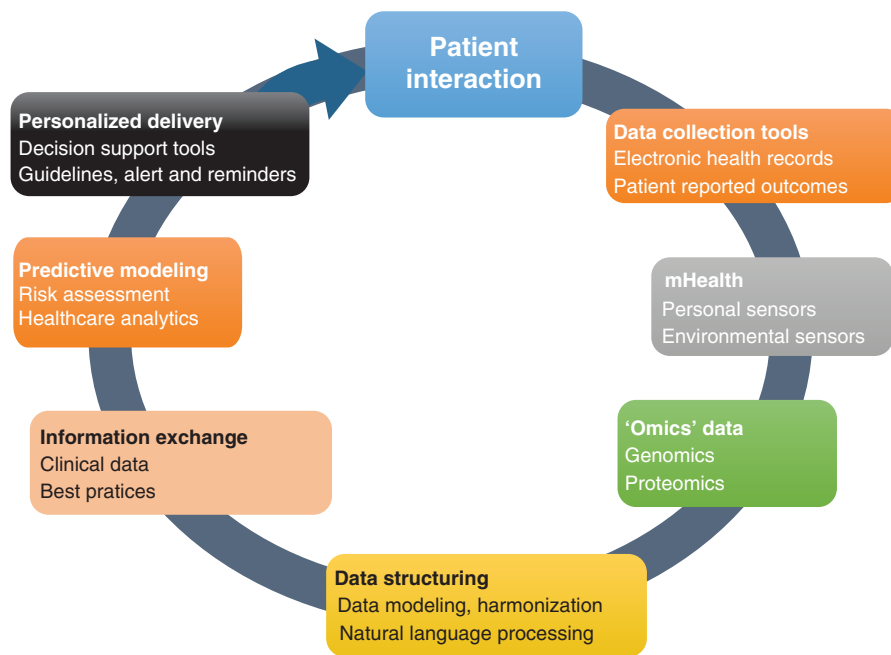 Patient
interaction
Data collection tools
Electronic health records
Patient reported outcomes
mHealth
Personal sensors
Environmental sensors
‘Omics’ data
Genomics
Proteomics
Data structuring
Data modeling, harmonization
Natural language processing
Information exchange
Clinical data
Best pratices
Predictive modeling
Risk assessment
Healthcare analytics
Personalized delivery
Decision support tools
Guidelines, alert and reminders